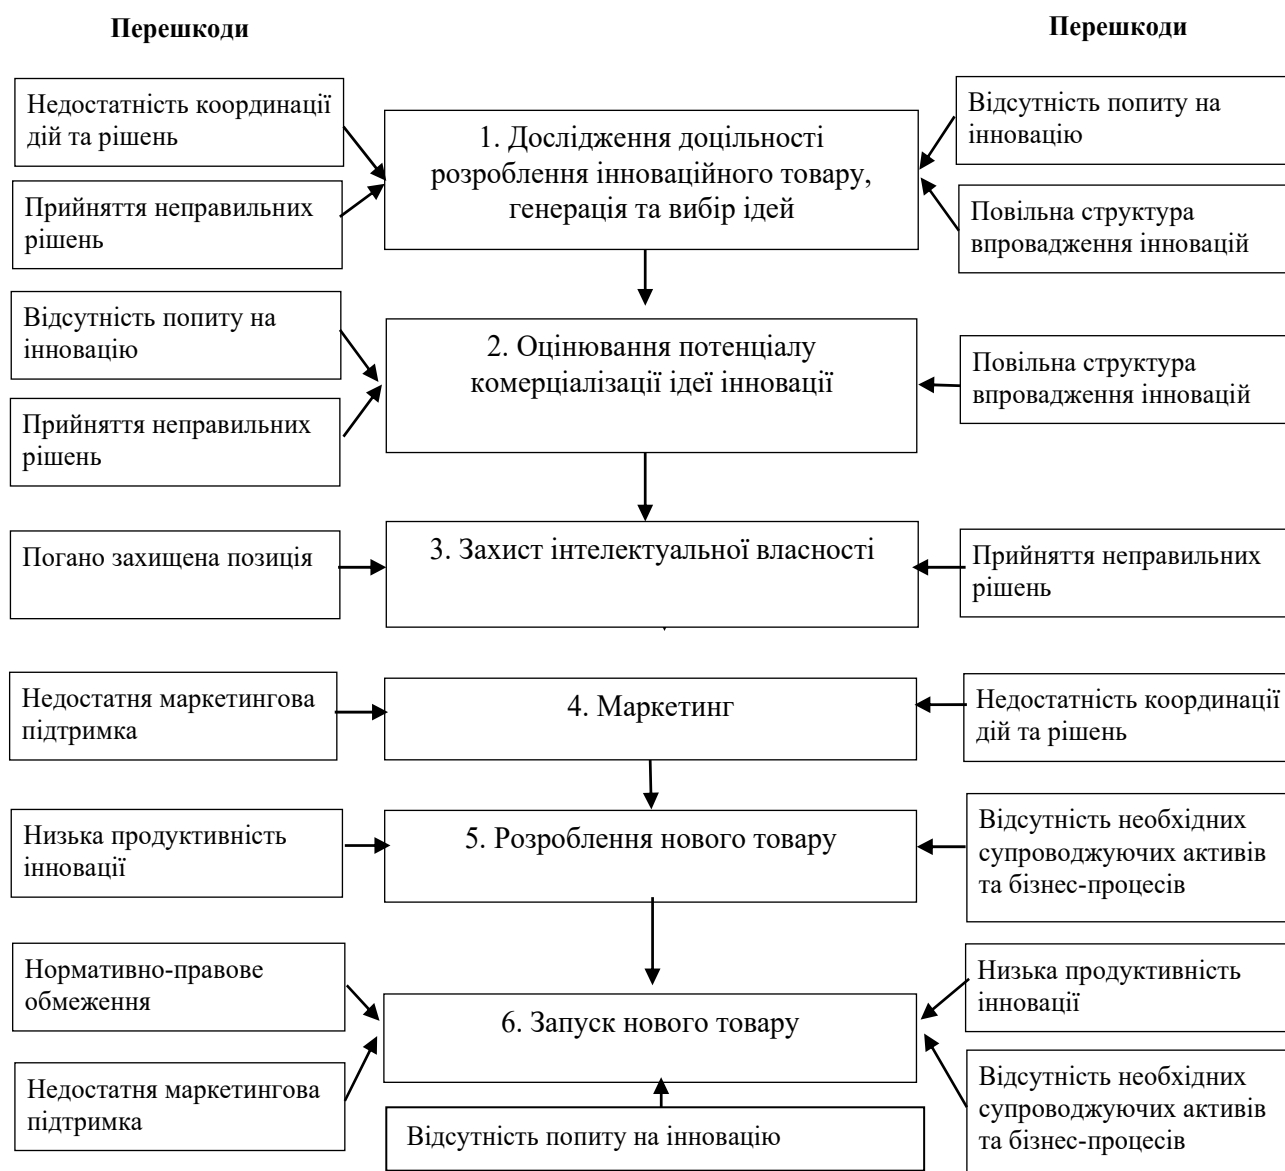 Перешкоди
Перешкоди
Недостатність координації
дій та рішень
Прийняття неправильних
рішень
1. Дослідження доцільності
розроблення інноваційного товару,
генерація та вибір ідей
Відсутність попиту на
інновацію
Повільна структура
впровадження інновацій
Відсутність попиту на
інновацію
Прийняття неправильних
рішень
2. Оцінювання потенціалу
комерціалізації ідеї інновації
Повільна структура
впровадження інновацій
Погано захищена позиція
3. Захист інтелектуальної власності
Прийняття неправильних
рішень
Недостатня маркетингова
підтримка
4. Маркетинг
Недостатність координації
дій та рішень
Низька продуктивність
інновації
5. Розроблення нового товару
Відсутність необхідних
супроводжуючих активів
та бізнес-процесів
Нормативно-правове
обмеження
Недостатня маркетингова
підтримка
6. Запуск нового товару
Низька продуктивність
інновації
Відсутність необхідних
супроводжуючих активів
та бізнес-процесів
Відсутність попиту на інновацію